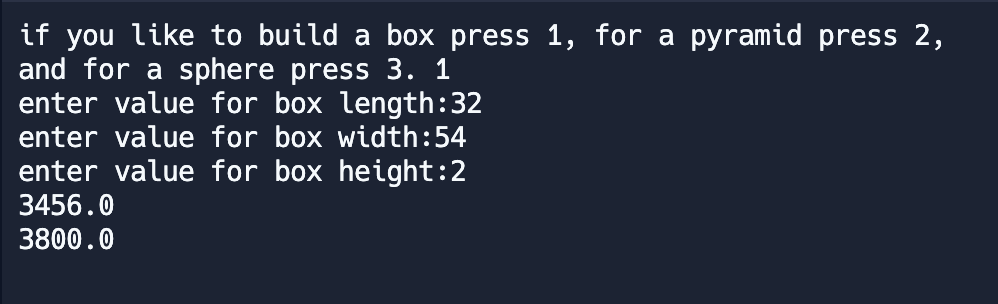 if you like to build a box press 1, for a pyramid press 2,
and for a sphere press 3. 1
enter value for box length:32
enter value for box width:54
enter value for box height:2
3456.0
3800.0